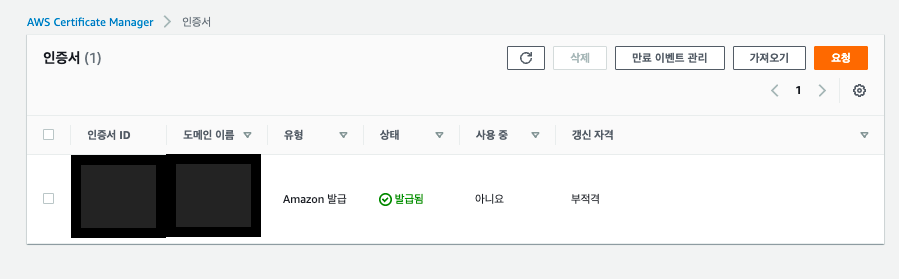 AWS Certificate Manager > 인증서
인증서 (1)
삭제 만료 이벤트 관리 가져오기 요청
1
인증서 ID 도메인 이름 유형 상태 사용 중 갱신 자격
Amazon 발급 발급됨 아니요 부적격